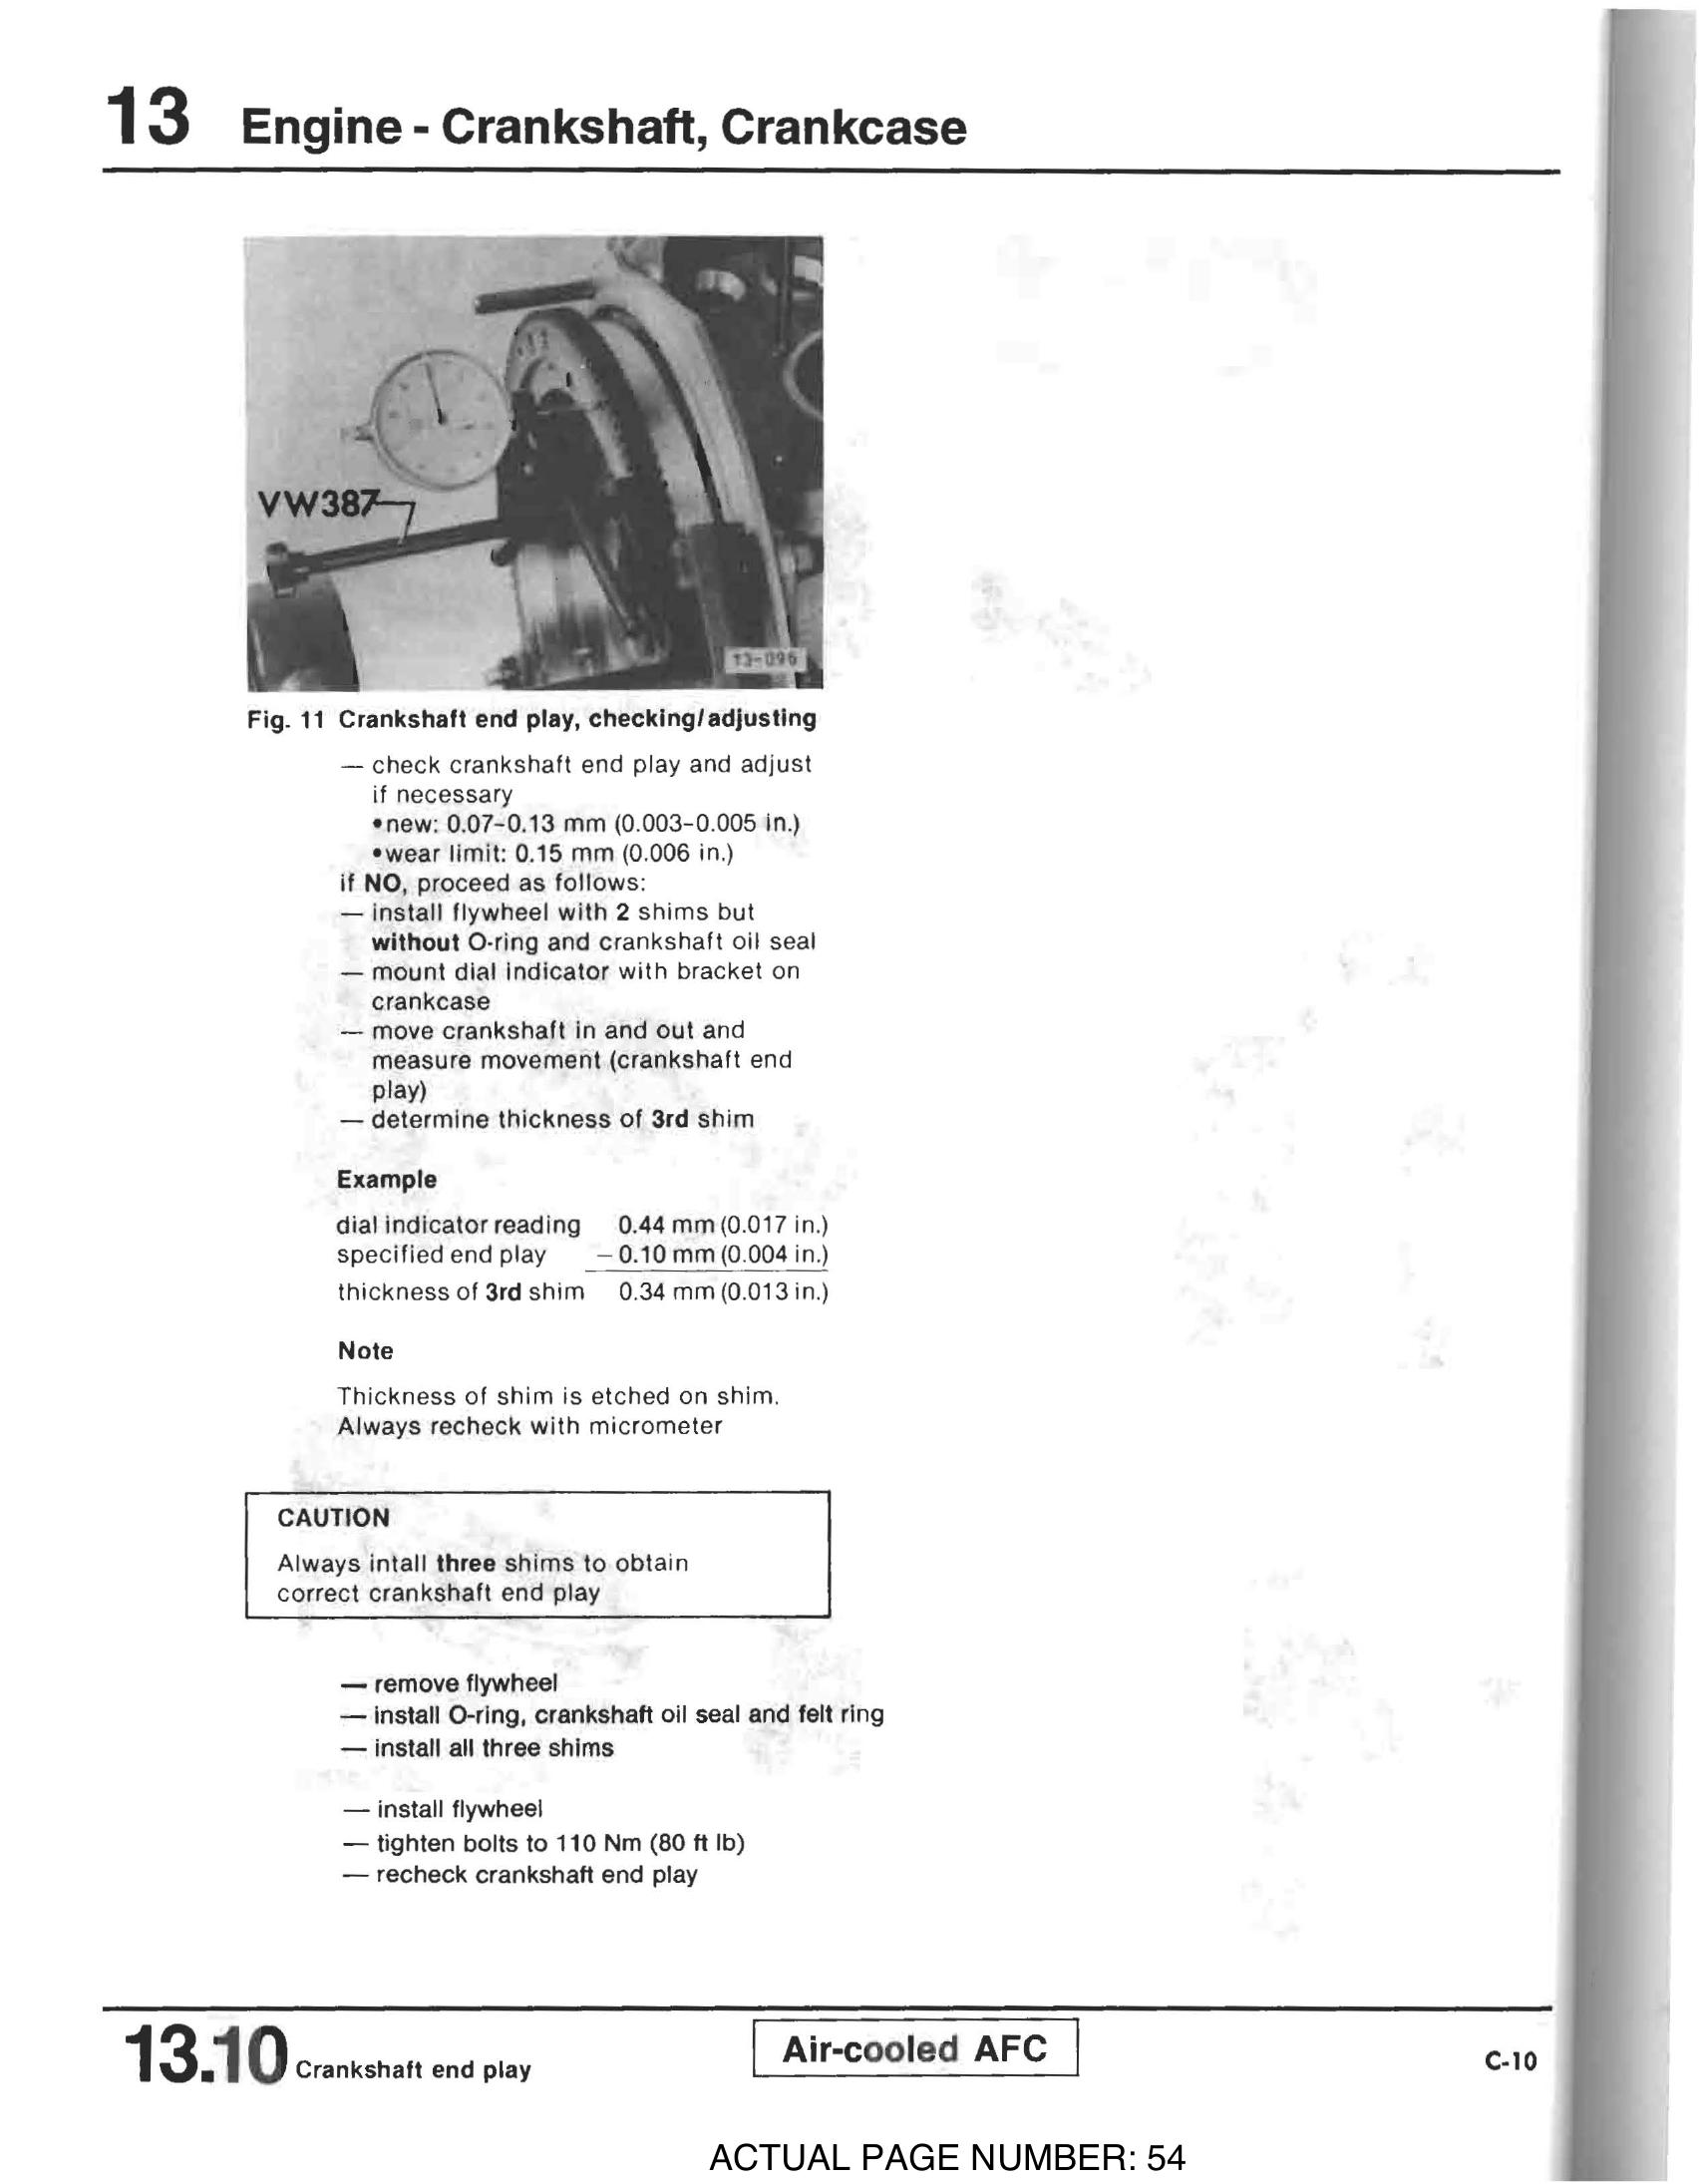 13 Engine - Crankshaft, Crankcase
VW387
13-096
Fig. 11 Crankshaft end play, checking/adjusting
— check crankshaft end play and adjust
if necessary
•new: 0.07-0.13 mm (0.003-0.005 in.)
•wear limit: 0.15 mm (0.006 in.)
if NO, proceed as follows:
— install flywheel with 2 shims but
without O-ring and crankshaft oil seal
— mount dial indicator with bracket on
crankcase
— move crankshaft in and out and
measure movement (crankshaft end
play)
— determine thickness of 3rd shim
Example
dial indicator reading 0.44 mm (0.017 in.)
specified end play – 0.10 mm (0.004 in.)
thickness of 3rd shim 0.34 mm (0.013 in.)
Note
Thickness of shim is etched on shim.
Always recheck with micrometer
CAUTION
Always intall three shims to obtain
correct crankshaft end play
— remove flywheel
— install O-ring, crankshaft oil seal and felt ring
— install all three shims
— install flywheel
— tighten bolts to 110 Nm (80 ft lb)
— recheck crankshaft end play
13.10 Crankshaft end play
Air-cooled AFC
C-10
ACTUAL PAGE NUMBER: 54